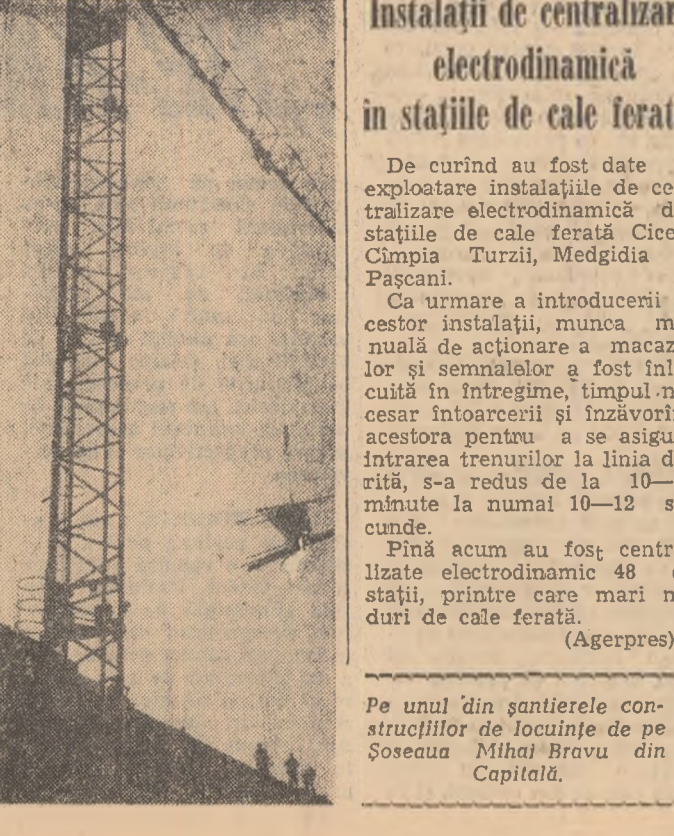 Instalații de centralizar
electrodinamică
in stațiile de cale ferat
De curînd au fost date
exploatare instalațiile de ce
tralizare electrodinamică d
stațiile de cale ferată Cice
Cîmpia Turzii, Medgidia
Pașcani.
Ca urmare a introducerii
cestor instalații, munca m
nuală de acționare a macaz
lor și semnalelor a fost înl
cuită în întregime, timpul n
cesar întoarcerii și înzăvorîr
acestora pentru a se asigu
intrarea trenurilor la linia d
rită, s-a redus de la 10—
minute la numai 10—12 s
cunde.
Pînă acum au fost centr
lizate electrodinamic 48
stații, printre care mari n
duri de cale ferată.
(Agerpres)
Pe unul din șantierele con-
strucțiilor de locuințe de pe
Șoseaua Mihai Bravu din
Capitală.